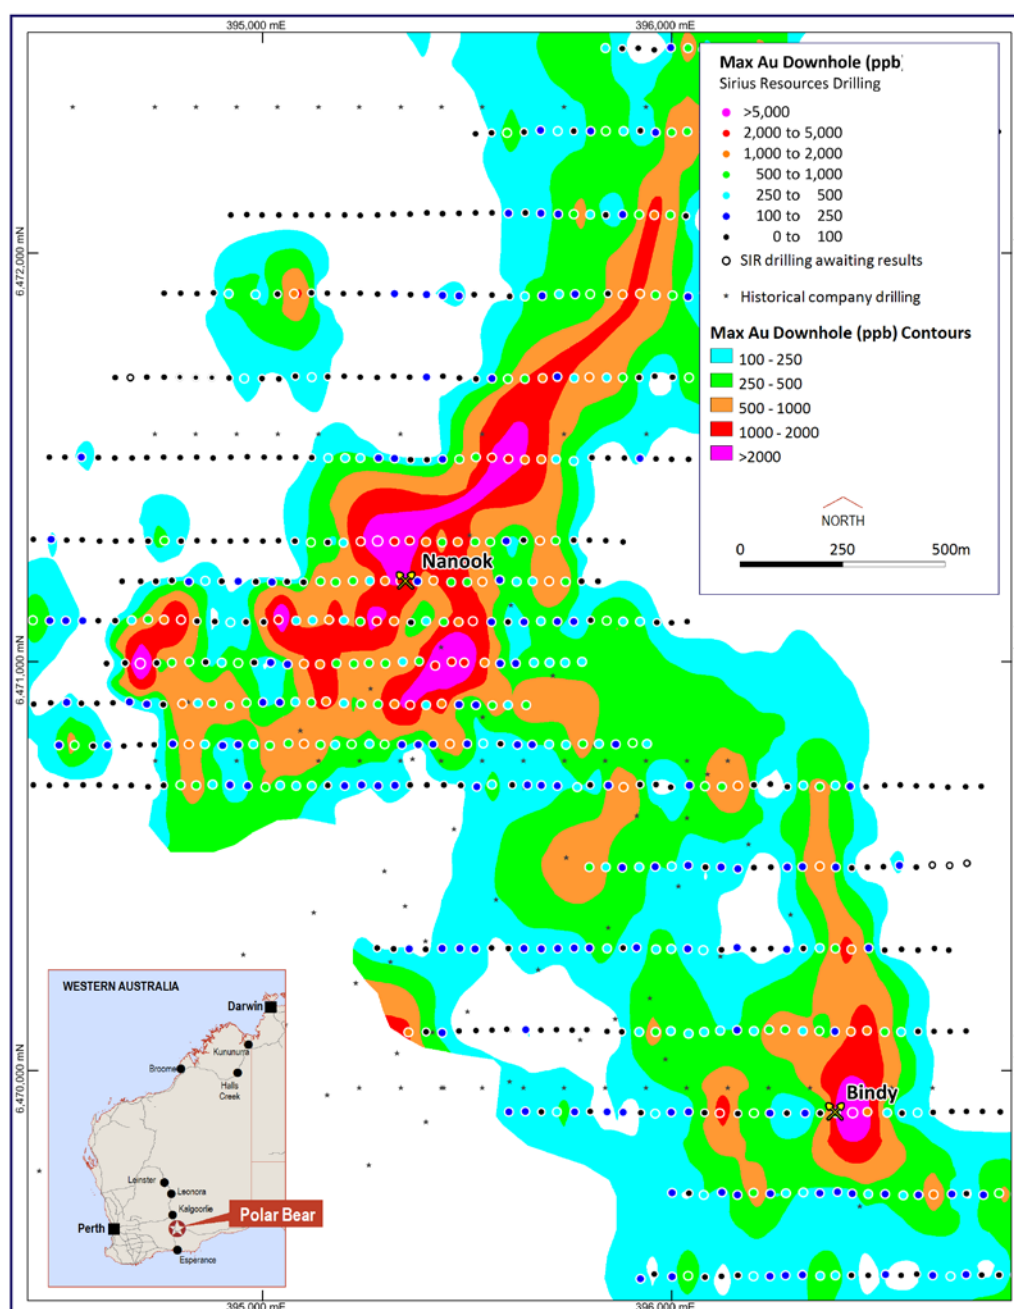 395,000 mE
396,000 mE
Max Au Downhole (ppb)
Sirius Resources Drilling
>5,000
2,000 to 5,000
1,000 to 2,000
500 to 1,000
250 to 500
100 to 250
0 to 100
SIR drilling awaiting results
Historical company drilling
Max Au Downhole (ppb) Contours
100 - 250
250 - 500
500 - 1000
1000 - 2000
>2000
NORTH
0 250 500m
6,472,000 mN
Nanook
6,471,000 mN
6,470,000 mN
Bindy
WESTERN AUSTRALIA
Darwin
Kununurra
Broome
Halls
Creek
Leinster
Leonora
Kalgoorlie
Polar Bear
Perth
Esperance
395,000 mE
396,000 mE